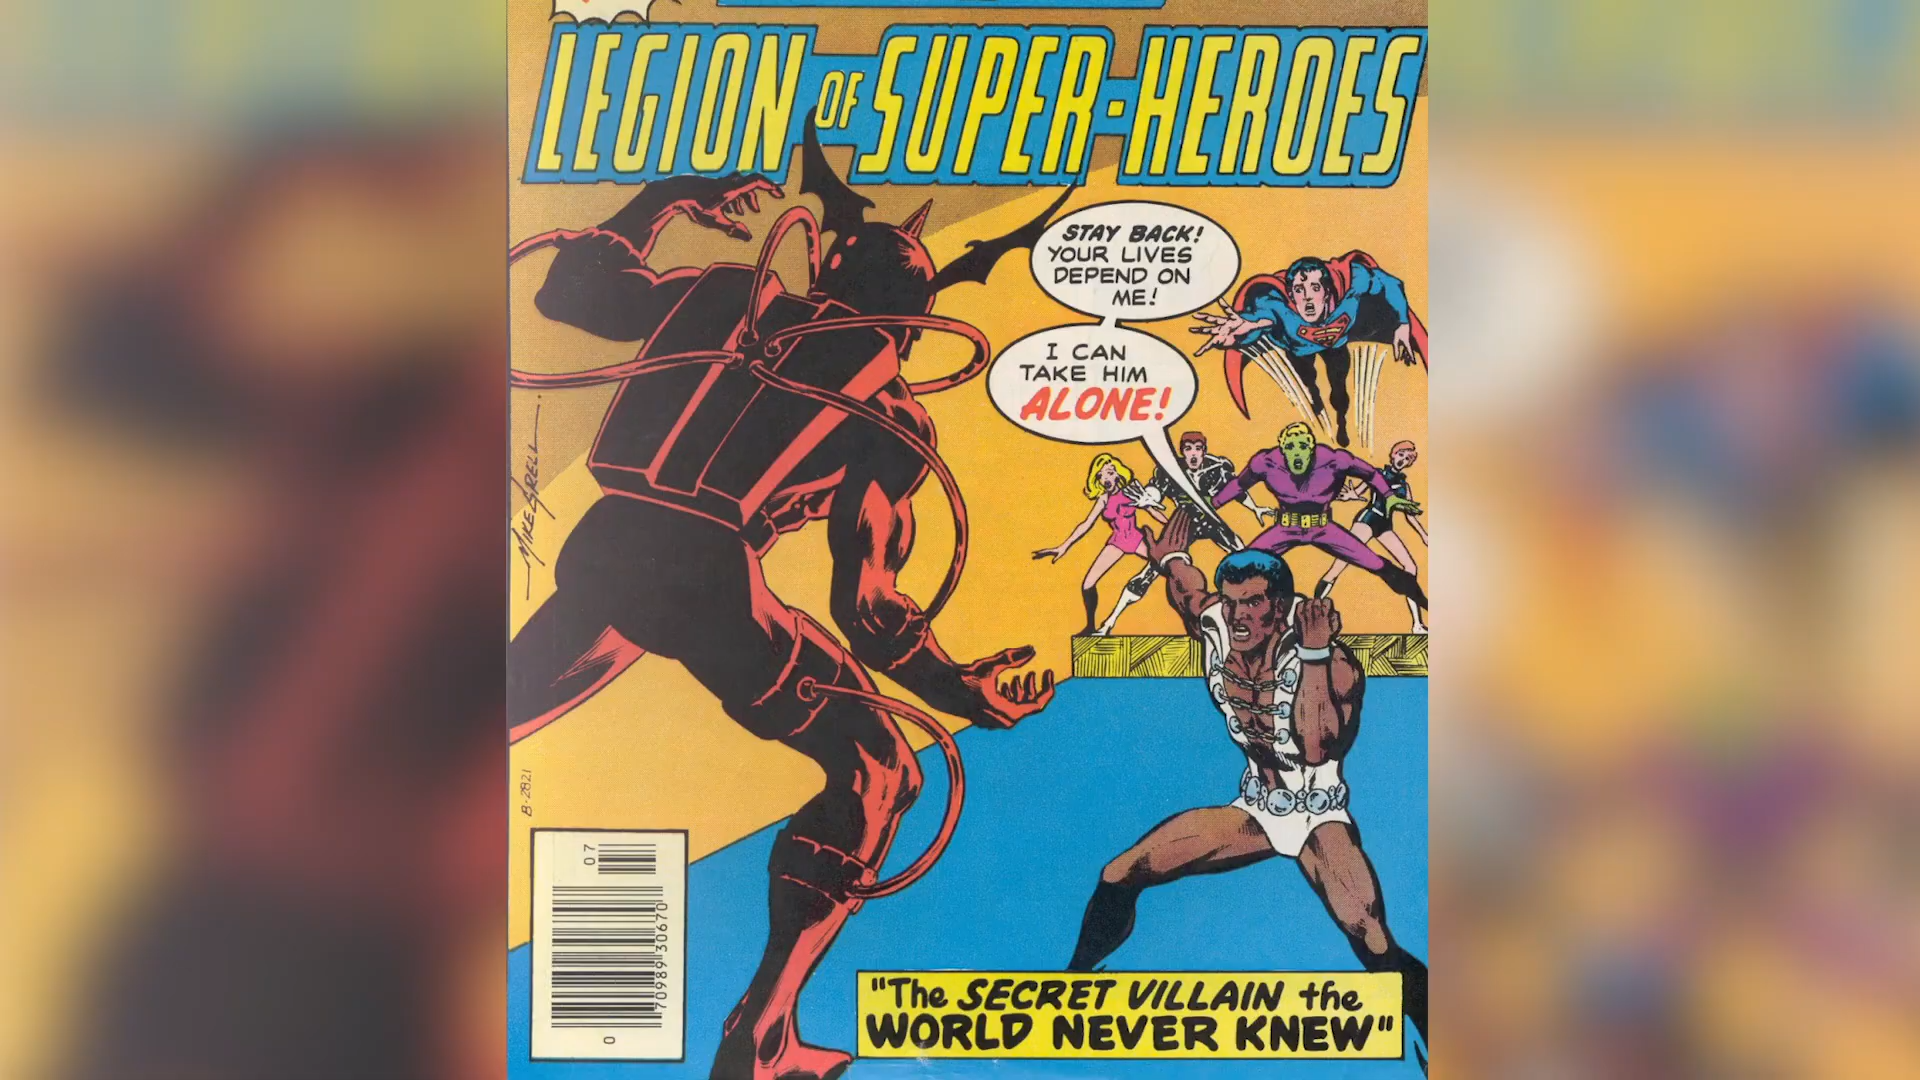 LEGION OF SUPER-HEROES
STAY BACK!
YOUR LIVES
DEPEND ON
ME!
I CAN
TAKE HIM
ALONE!
MIKE GRELL
B-2821
07
0 70989 30670
"The SECRET VILLAIN the
WORLD NEVER KNEW"